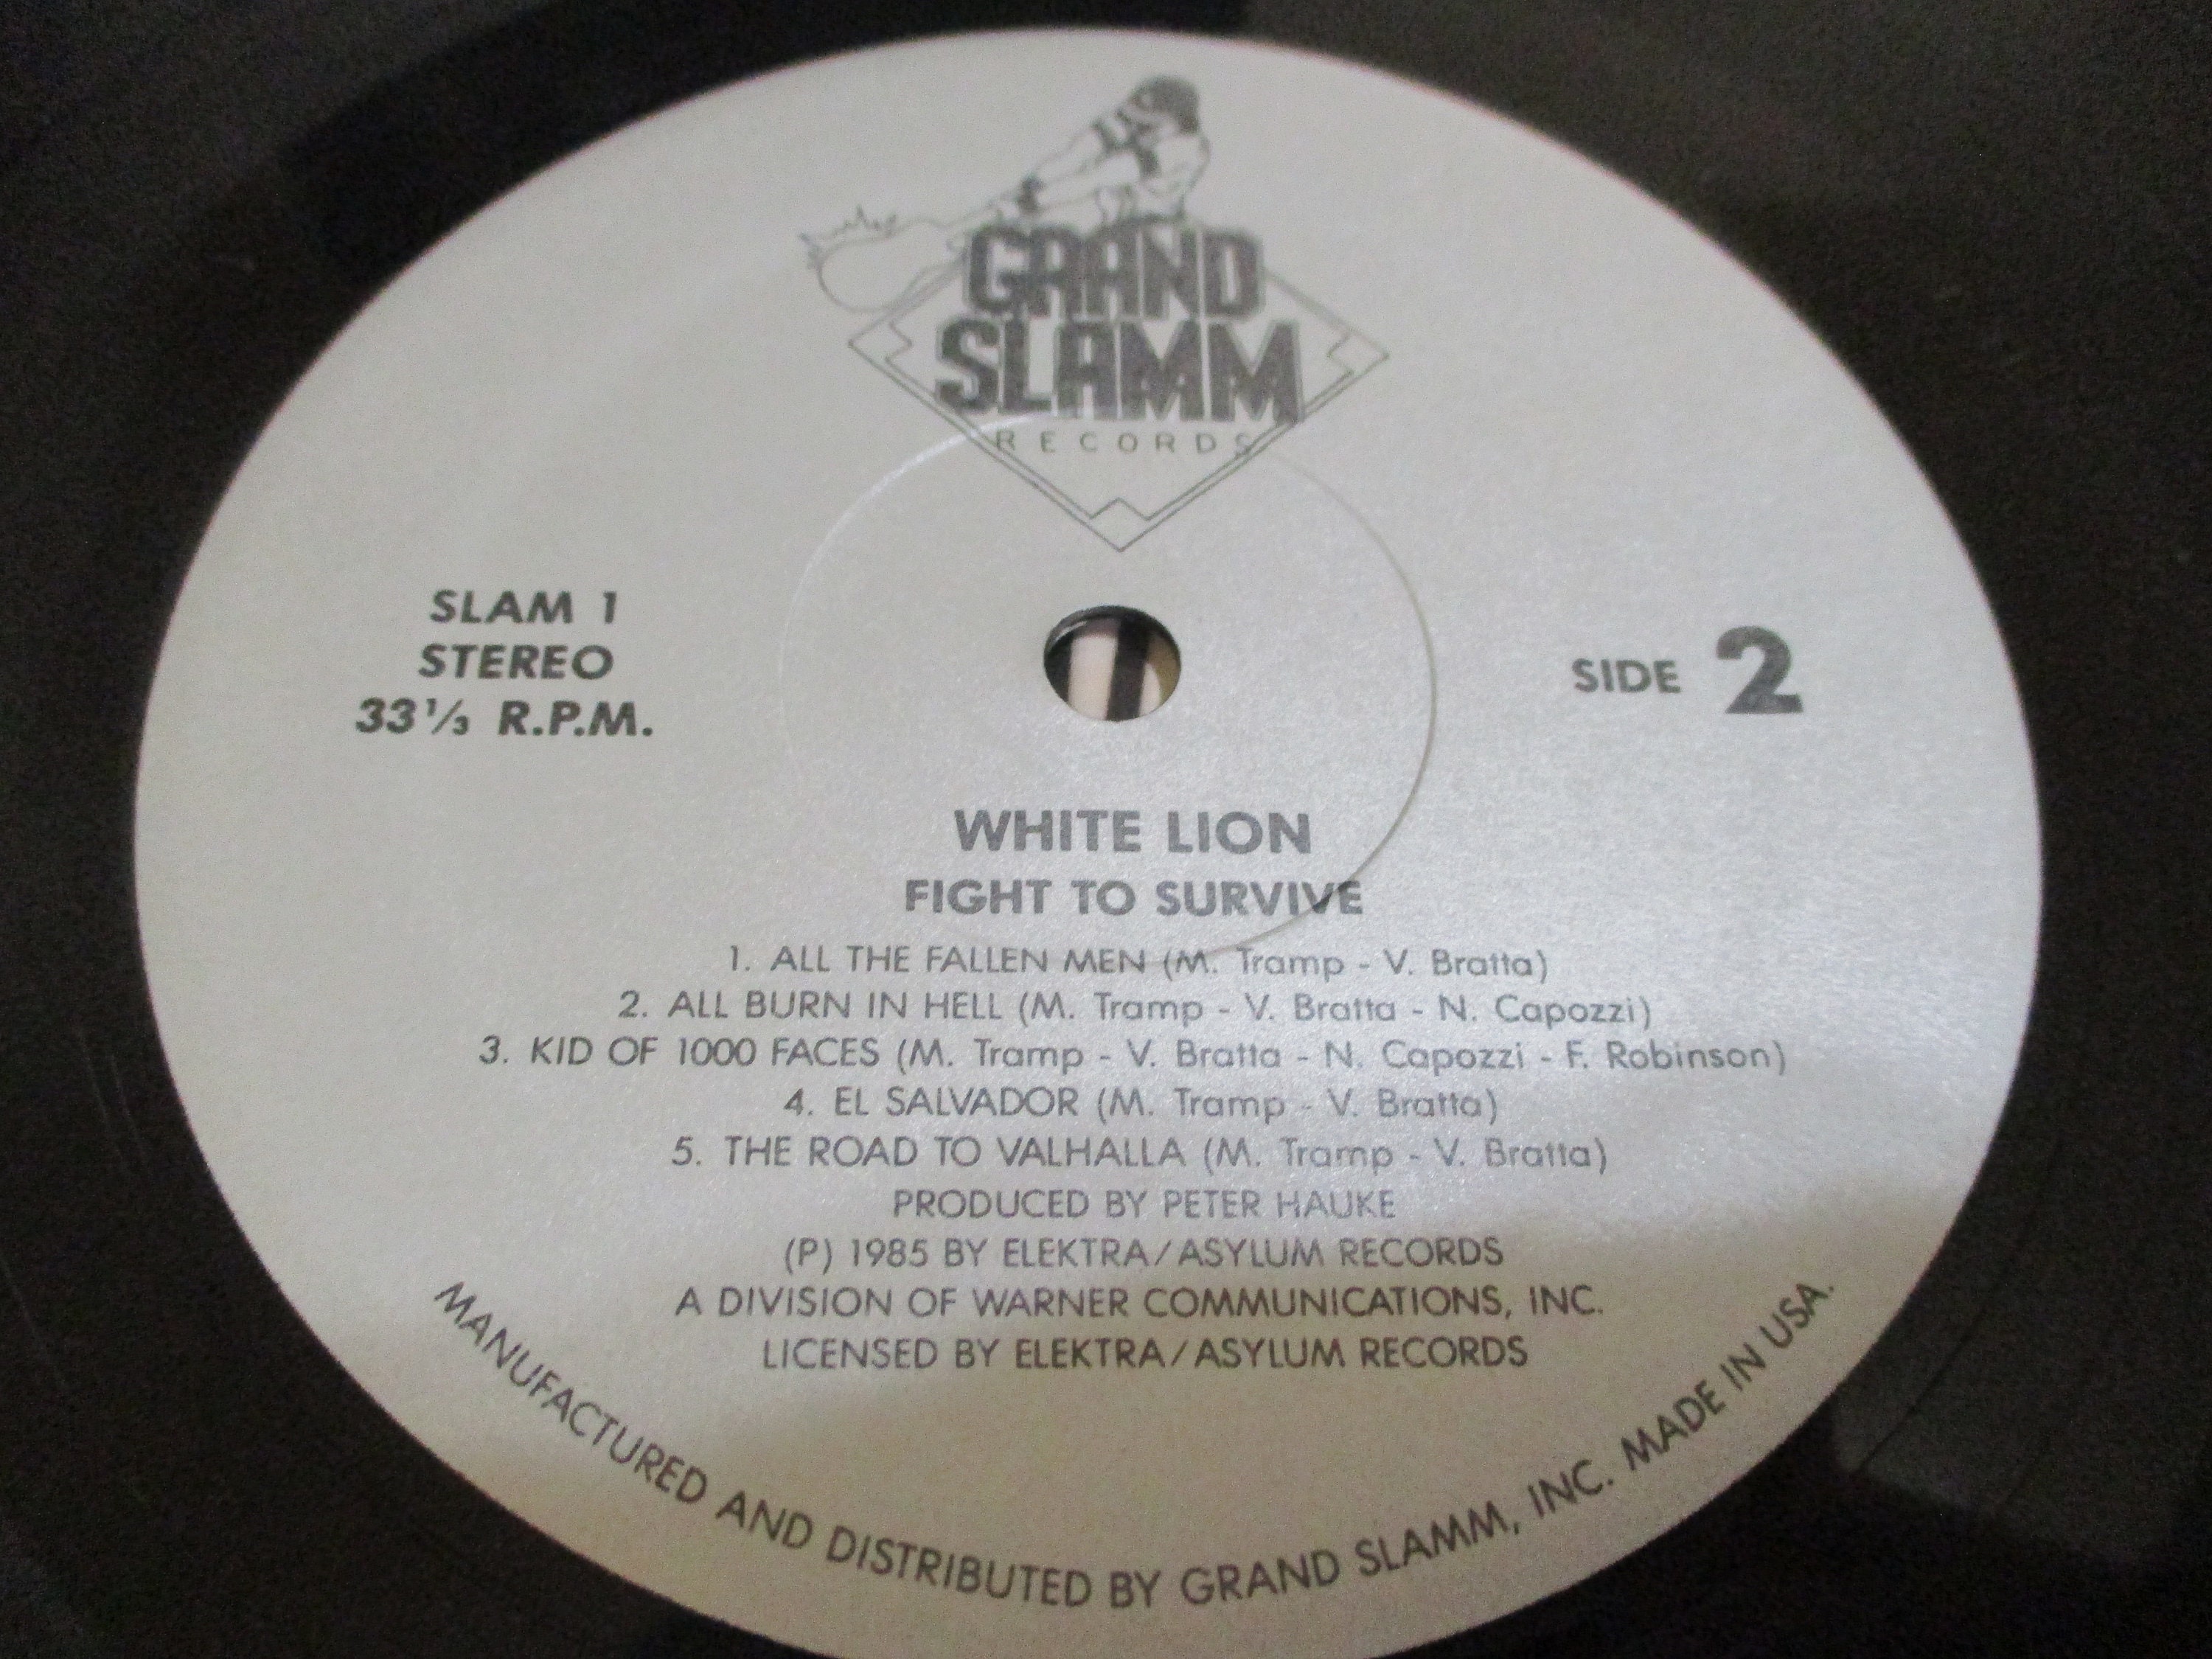 GRAND
SLAMM
RECORDS
SLAM 1
STEREO
33⅓ R.P.M.
SIDE 2
WHITE LION
FIGHT TO SURVIVE
1. ALL THE FALLEN MEN (M. Tramp - V. Bratta)
2. ALL BURN IN HELL (M. Tramp - V. Bratta - N. Capozzi)
3. KID OF 1000 FACES (M. Tramp - V. Bratta - N. Capozzi - F. Robinson)
4. EL SALVADOR (M. Tramp - V. Bratta)
5. THE ROAD TO VALHALLA (M. Tramp - V. Bratta)
PRODUCED BY PETER HAUKE
(P) 1985 BY ELEKTRA/ASYLUM RECORDS
A DIVISION OF WARNER COMMUNICATIONS, INC.
LICENSED BY ELEKTRA/ASYLUM RECORDS
MANUFACTURED AND DISTRIBUTED BY GRAND SLAMM, INC. MADE IN USA.